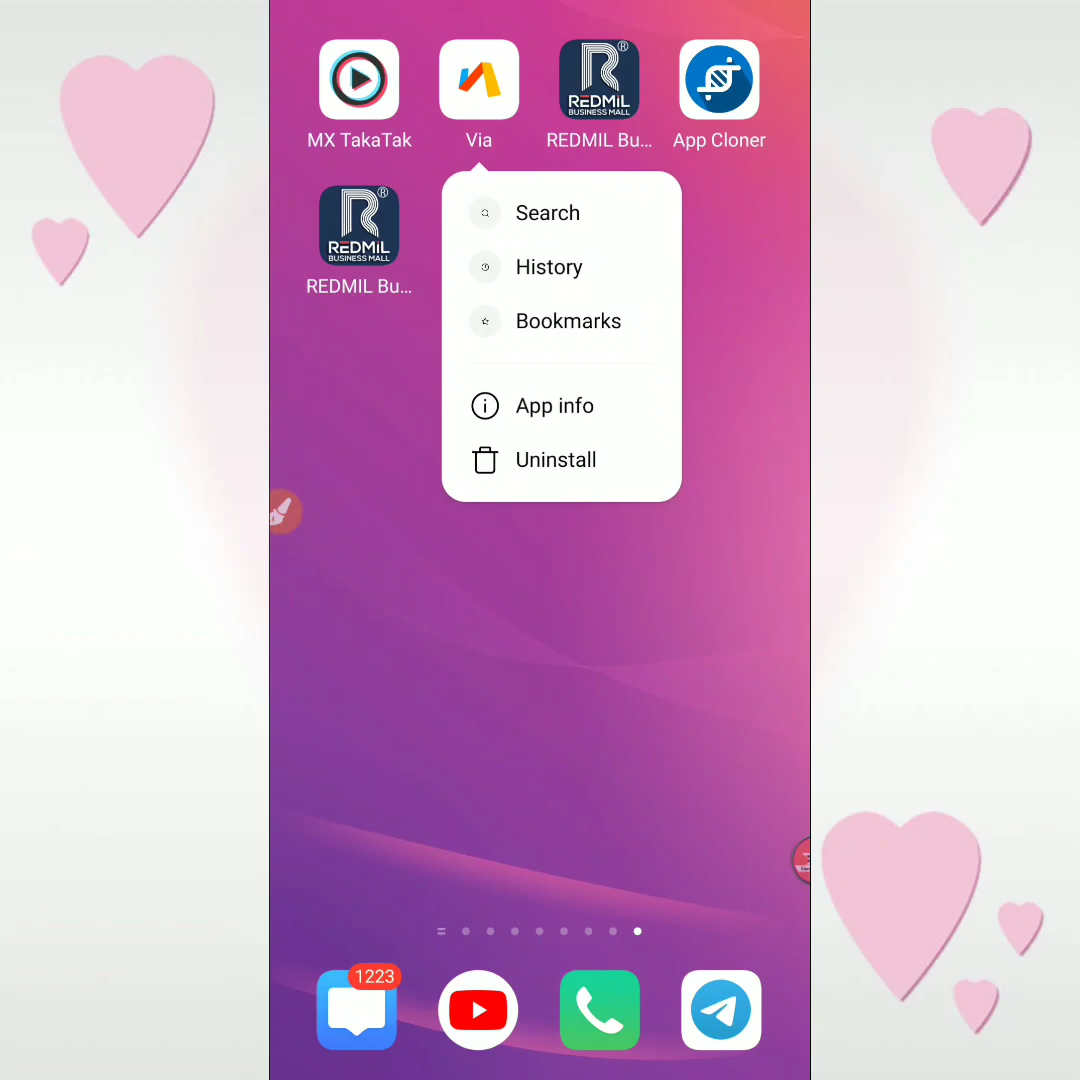 MX TakaTak
Via
REDMIL Bu...
App Cloner
R®
REDMIL
BUSINESS MALL
R®
REDMIL
BUSINESS MALL
REDMIL Bu...
Search
History
Bookmarks
App info
Uninstall
1223